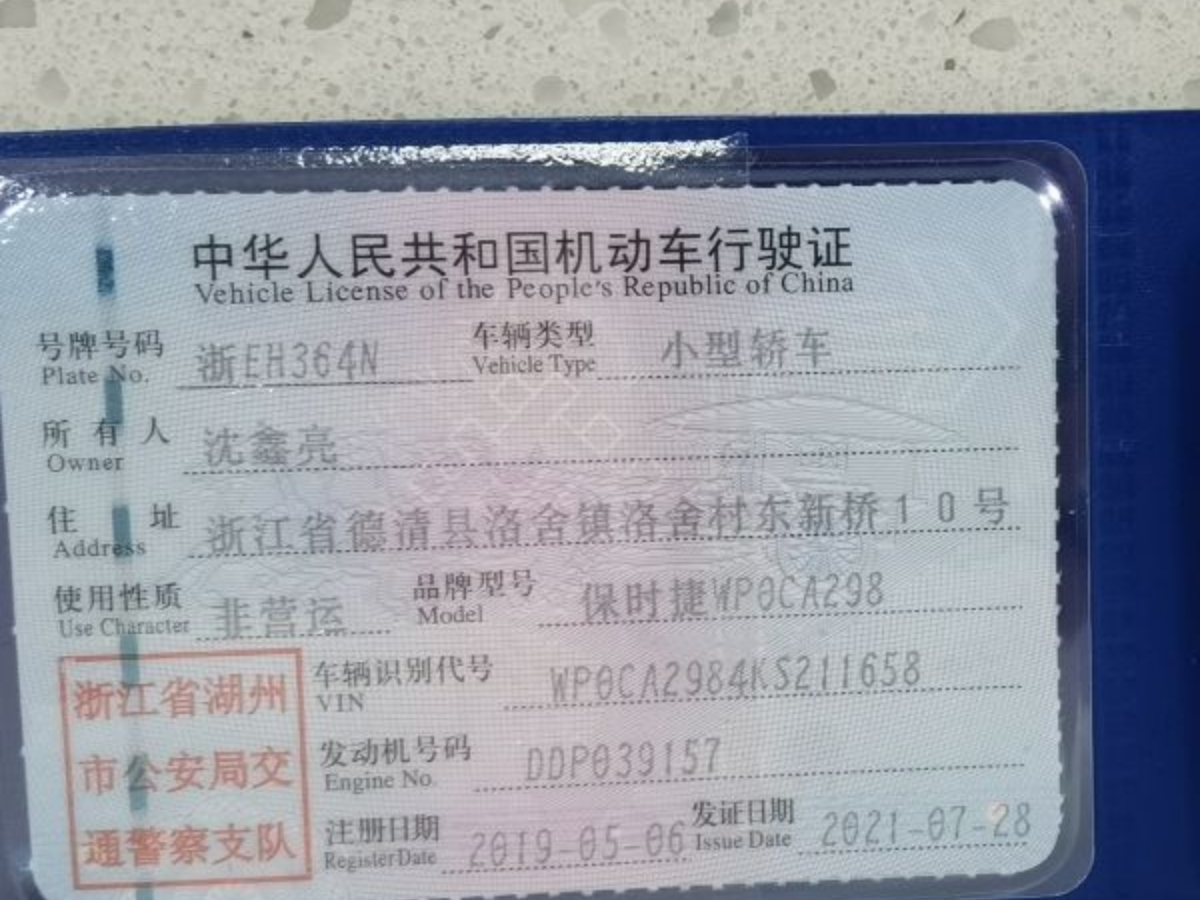 中华人民共和国机动车行驶证
Vehicle License of the People's Republic of China
号牌号码 浙EH364N 车辆类型 小型轿车
Plate No. Vehicle Type
所有人 沈鑫亮
Owner
住址 浙江省德清县洛舍镇洛舍村东新桥10号
Address
使用性质 非营运 品牌型号 保时捷WP0CA298
Use Character Model
浙江省湖州
市公安局交
通警察支队
车辆识别代号 WP0CA2984KS211658
VIN
发动机号码 DDP039157
Engine No.
注册日期 2019-05-06 发证日期 2021-07-28
Register Date Issue Date